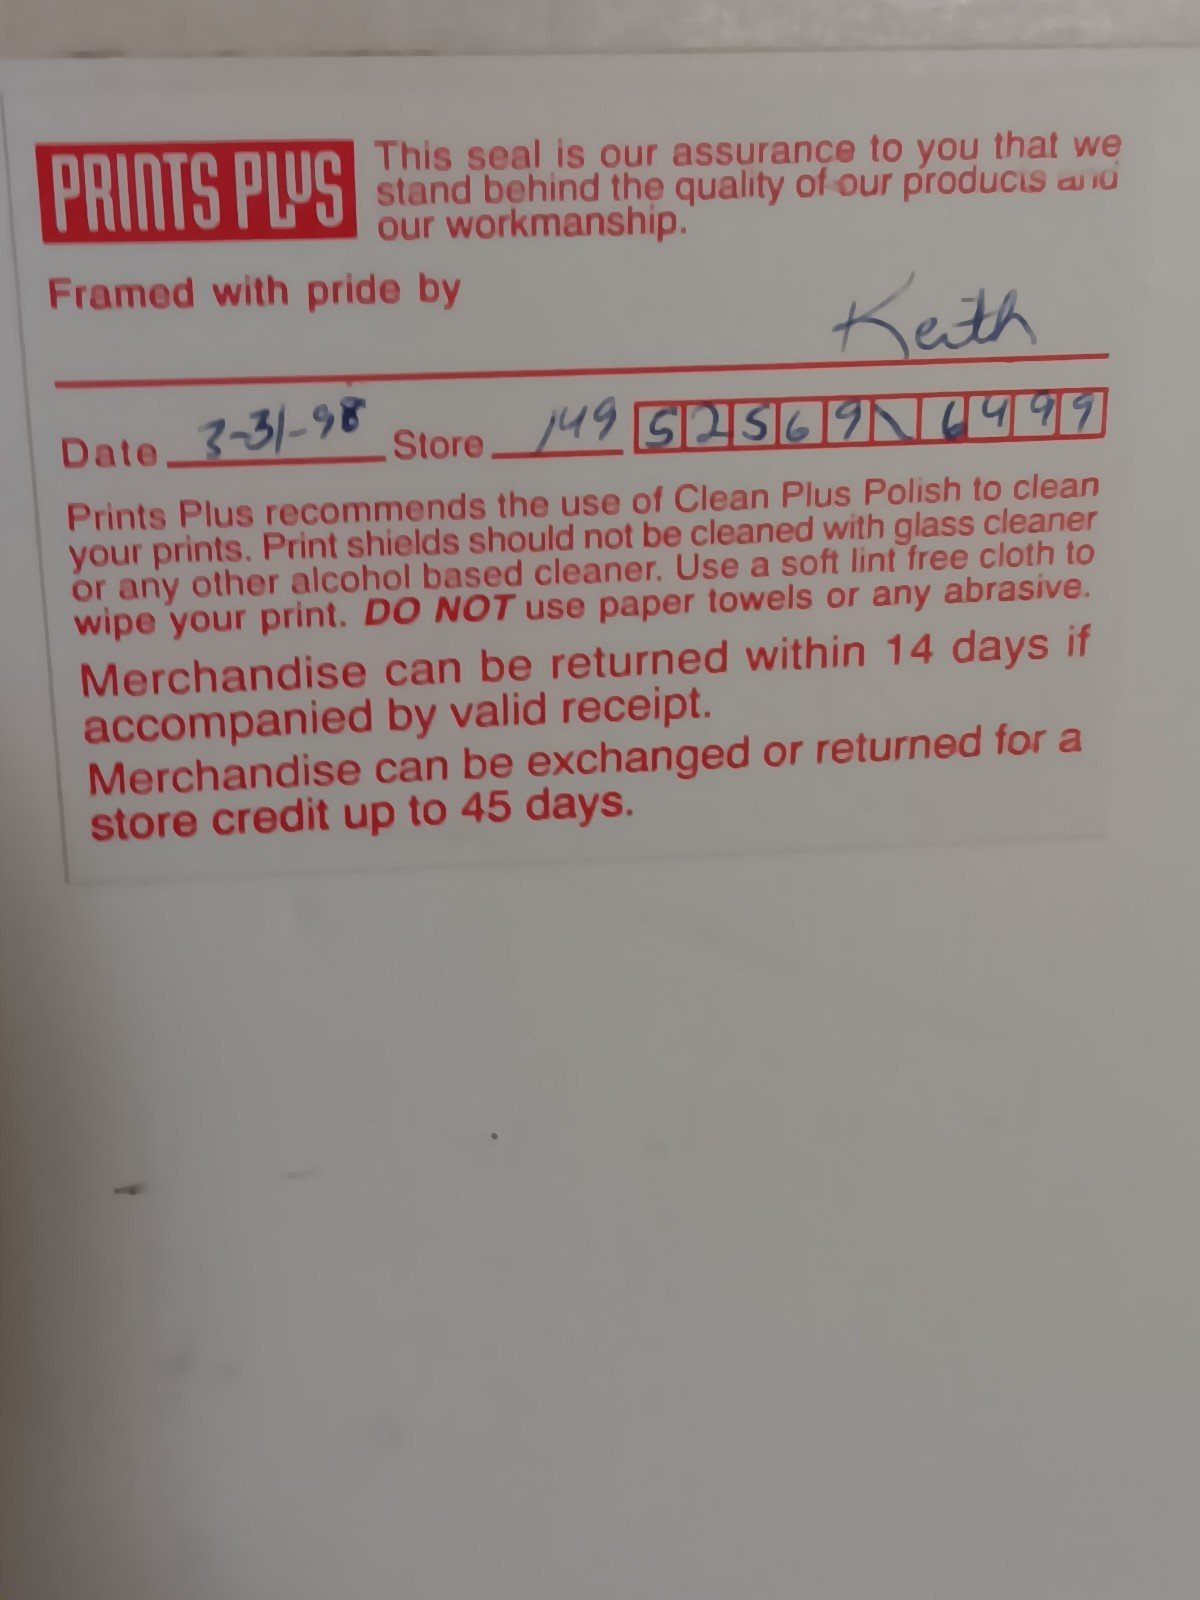 PRINTS PLUS
This seal is our assurance to you that we
stand behind the quality of our products and
our workmanship.
Framed with pride by
Keith
Date 3-31-98 Store 149 52569\6499
Prints Plus recommends the use of Clean Plus Polish to clean
your prints. Print shields should not be cleaned with glass cleaner
or any other alcohol based cleaner. Use a soft lint free cloth to
wipe your print. DO NOT use paper towels or any abrasive.
Merchandise can be returned within 14 days if
accompanied by valid receipt.
Merchandise can be exchanged or returned for a
store credit up to 45 days.